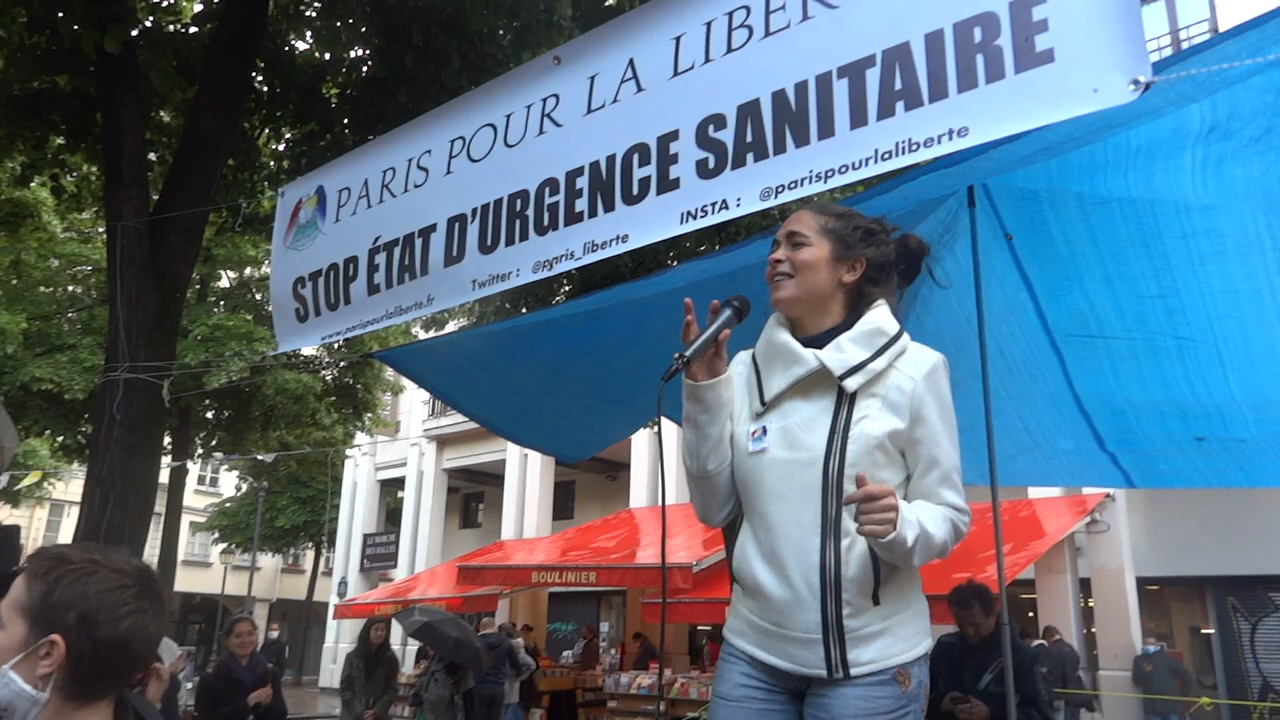 PARIS POUR LA LIBER
STOP ÉTAT D'URGENCE SANITAIRE
www.parispourlaliberte.fr
Twitter : @paris_liberte
INSTA : @parispourlaliberte
LE MARCHE
DES HALLES
BOULINIER